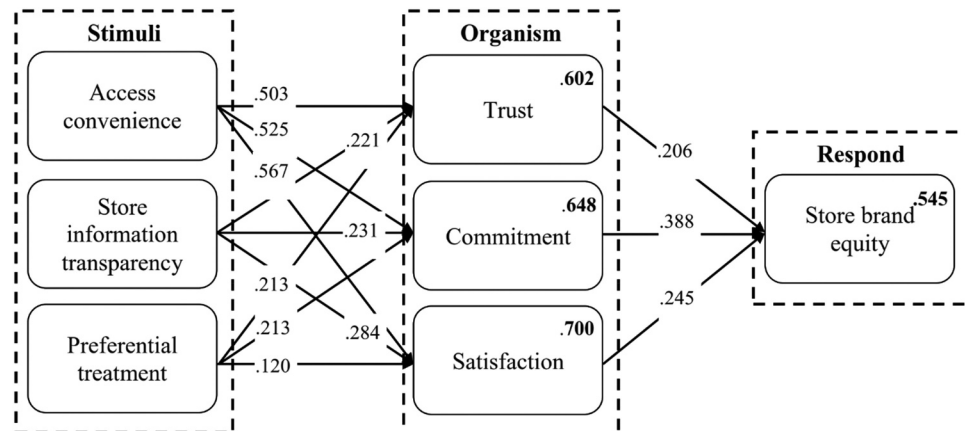 Stimuli
Access
convenience
Store
information
transparency
Preferential
treatment
.503
.525
.567
.221
.231
.213
.284
.213
.120
Organism
.602
Trust
.648
Commitment
.700
Satisfaction
.206
.388
.245
Respond
.545
Store brand
equity